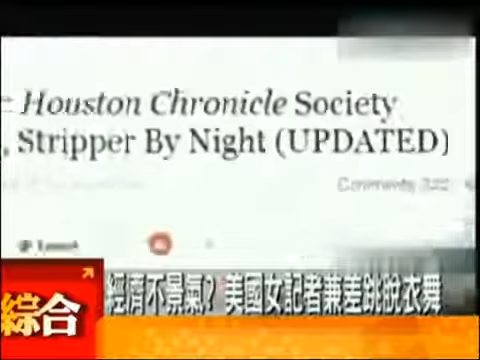 Houston Chronicle Society
, Stripper By Night (UPDATED)
Comments
Tweet
經濟不景氣? 美國女記者兼差跳脫衣舞
綜合